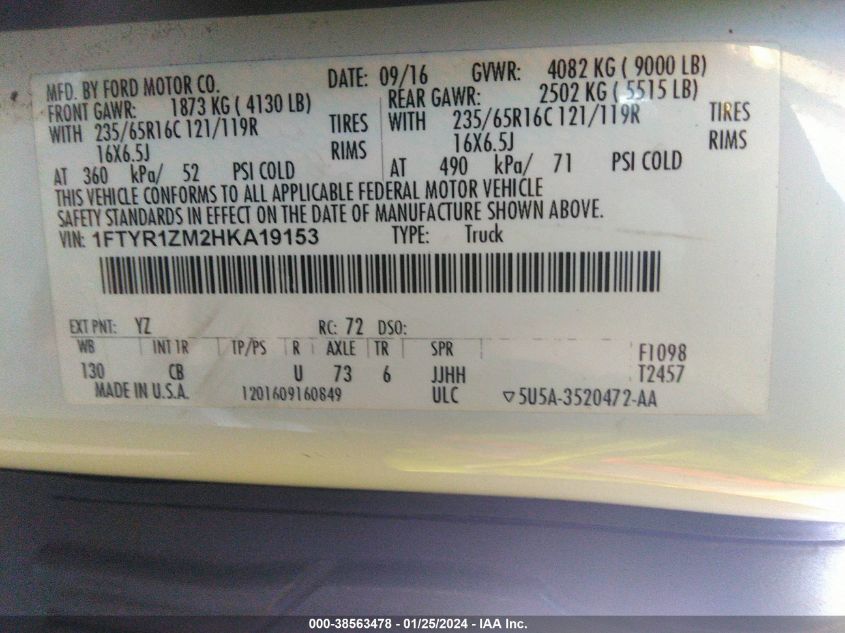 MFD. BY FORD MOTOR CO. DATE: 09/16 GVWR: 4082 KG ( 9000 LB)
FRONT GAWR: 1873 KG ( 4130 LB) REAR GAWR: 2502 KG ( 5515 LB)
WITH 235/65R16C 121/119R TIRES WITH 235/65R16C 121/119R TIRES
16X6.5J RIMS 16X6.5J RIMS
AT 360 kPa/ 52 PSI COLD AT 490 kPa/ 71 PSI COLD
THIS VEHICLE CONFORMS TO ALL APPLICABLE FEDERAL MOTOR VEHICLE
SAFETY STANDARDS IN EFFECT ON THE DATE OF MANUFACTURE SHOWN ABOVE.
VIN: 1FTYR1ZM2HKA19153 TYPE: Truck
EXT PNT: YZ RC: 72 DSO:
WB INT TR TP/PS R AXLE TR SPR F1098
130 CB U 73 6 JJHH T2457
MADE IN U.S.A. 1201609160849 ULC ▽5U5A-3520472-AA
000-38563478 - 01/25/2024 - IAA Inc.